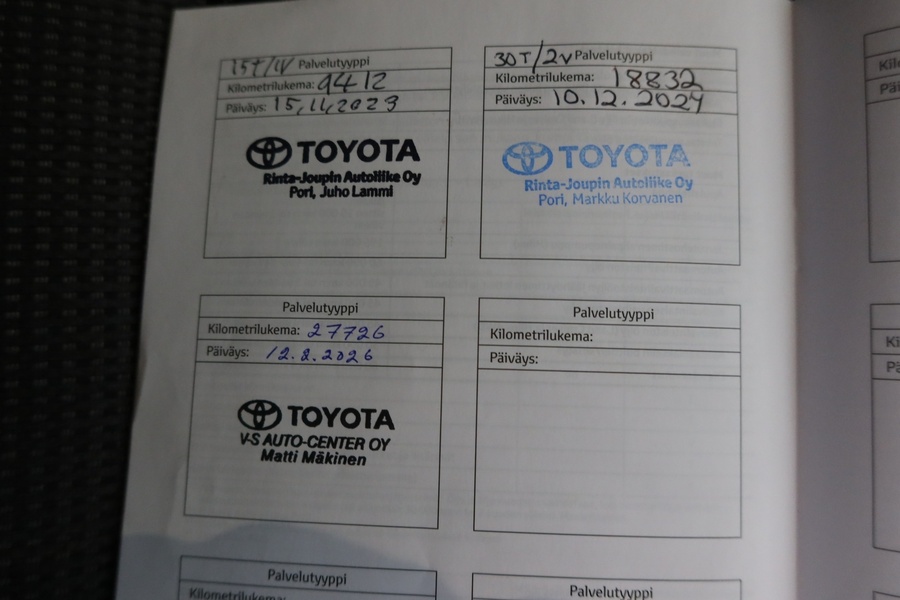 15T/1V Palvelutyyppi
Kilometrilukema: 9412
Päiväys: 15.11.2023
TOYOTA
Rinta-Joupin Autoliike Oy
Pori, Juho Lammi
30T/2v Palvelutyyppi
Kilometrilukema: 18832
Päiväys: 10.12.2024
TOYOTA
Rinta-Joupin Autoliike Oy
Pori, Markku Korvanen
Palvelutyyppi
Kilometrilukema: 27726
Päiväys: 12.2.2026
TOYOTA
V-S AUTO-CENTER OY
Matti Mäkinen
Palvelutyyppi
Kilometrilukema:
Päiväys:
Palvelutyyppi
Kilometrilukema:
Palvelutyyppi